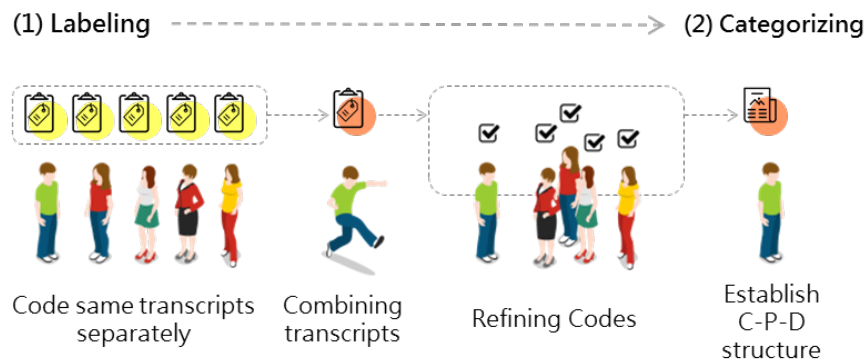 (1) Labeling
(2) Categorizing
Code same transcripts
separately
Combining
transcripts
Refining Codes
Establish
C-P-D
structure